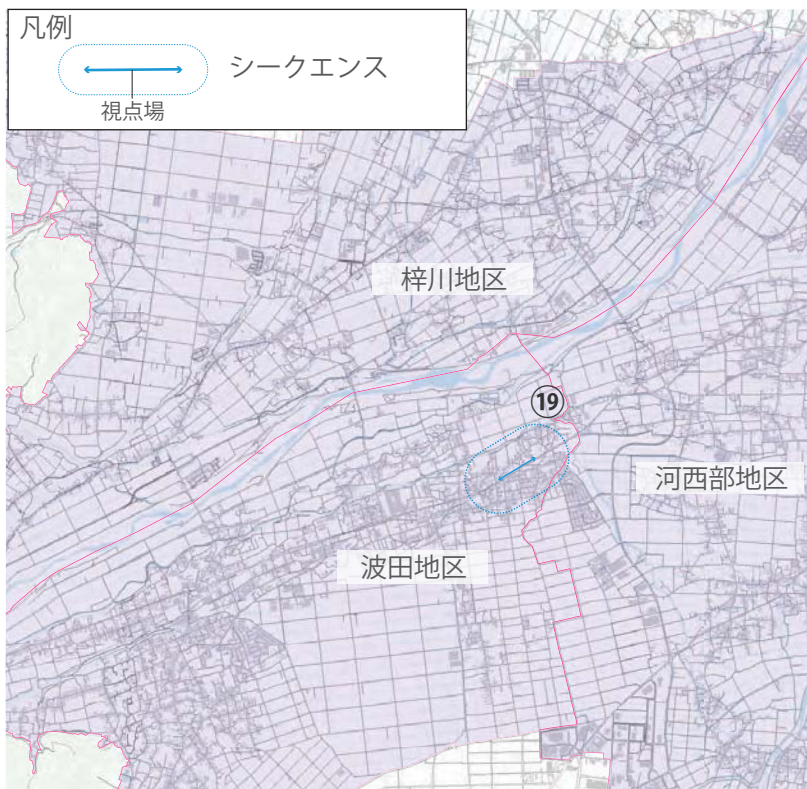 凡例
シークエンス
視点場
梓川地区
19
河西部地区
波田地区